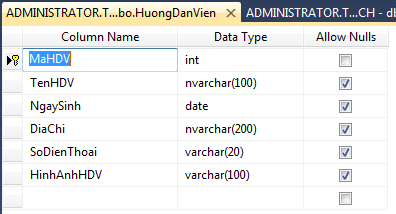 ADMINISTRATOR.T...bo.HuongDanVien ADMINISTRATOR.T...CH - db
Column Name Data Type Allow Nulls
MaHDV int
TenHDV nvarchar(100)
NgaySinh date
DiaChi nvarchar(200)
SoDienThoai varchar(20)
HinhAnhHDV varchar(100)